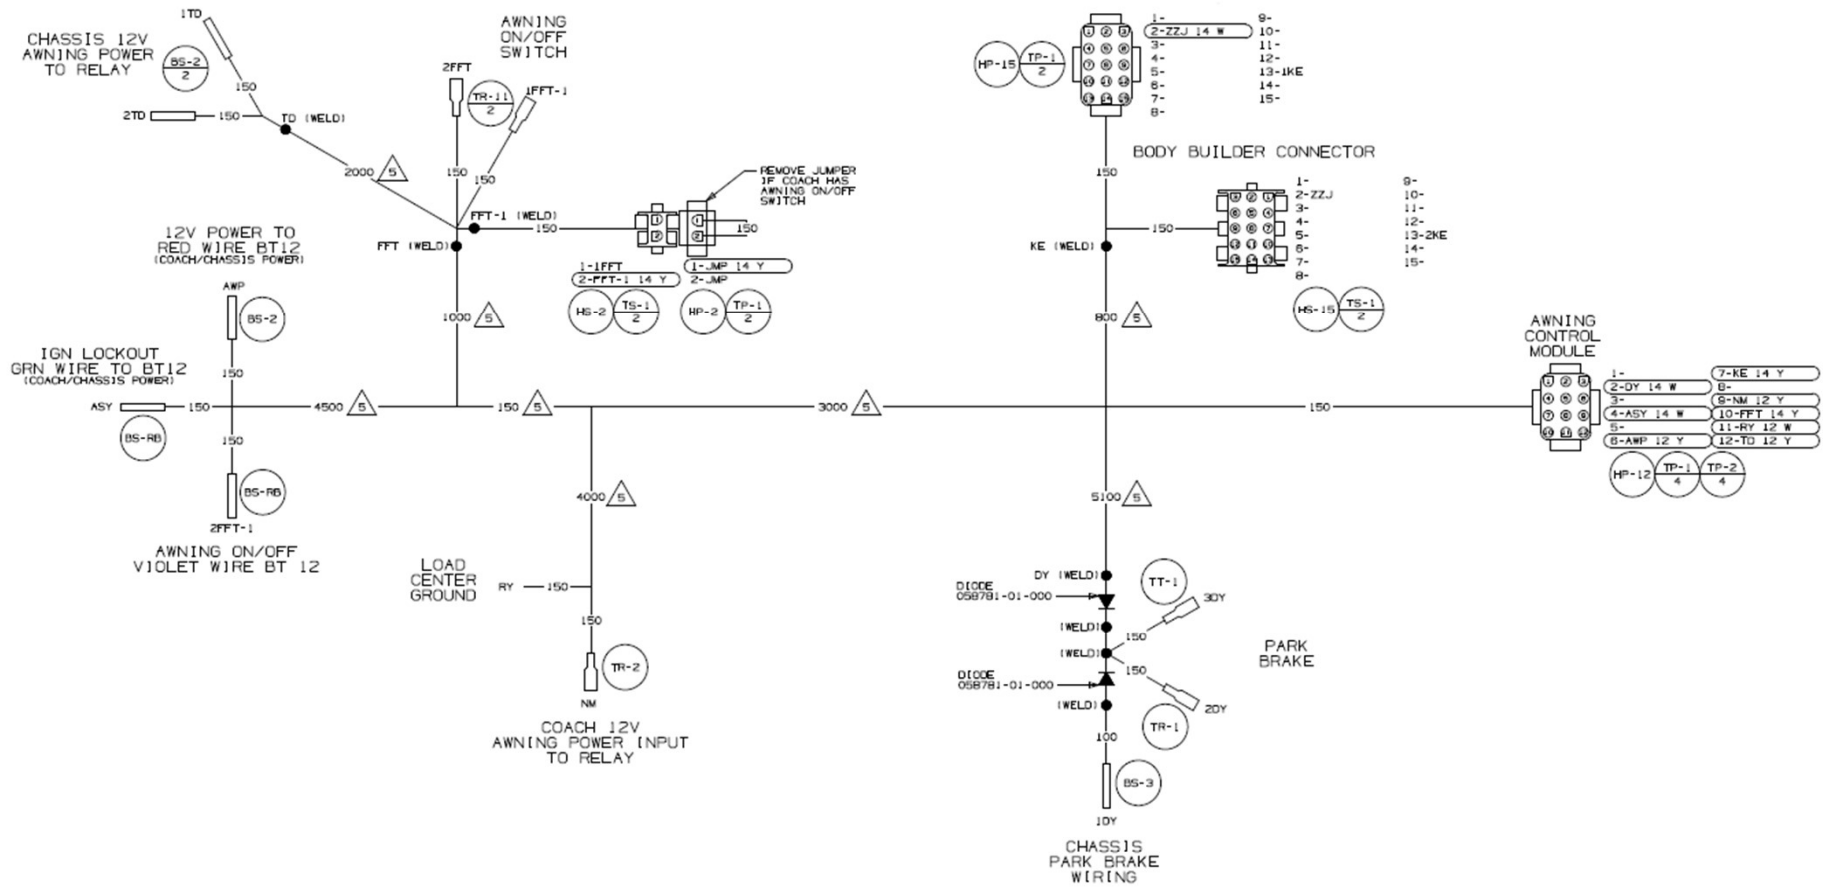 1TD
CHASSIS 12V
AWNING POWER
TO RELAY
BS-2
2
150
2TD
150
TD (WELD)
2000
5
AWNING
ON/OFF
SWITCH
2FFT
TR-11
2
1FFT-1
150
150
FFT-1 (WELD)
150
FFT (WELD)
1
2
1
2
150
REMOVE JUMPER
IF COACH HAS
AWNING ON/OFF
SWITCH
1-1FFT
2-FFT-1 14 Y
1-JMP 14 Y
2-JMP
HS-2
TS-1
2
HP-2
TP-1
2
1000
5
12V POWER TO
RED WIRE BT12
(COACH/CHASSIS POWER)
AWP
BS-2
150
IGN LOCKOUT
GRN WIRE TO BT12
(COACH/CHASSIS POWER)
ASY
150
BS-RB
4500
5
150
5
3000
5
150
150
BS-RB
2FFT-1
AWNING ON/OFF
VIOLET WIRE BT 12
4000
5
LOAD
CENTER
GROUND
RY
150
150
TR-2
NM
COACH 12V
AWNING POWER INPUT
TO RELAY
HP-15
TP-1
2
1-
2-ZZJ 14 W
3-
4-
5-
6-
7-
8-
9-
10-
11-
12-
13-1KE
14-
15-
150
BODY BUILDER CONNECTOR
150
1-
2-ZZJ
3-
4-
5-
6-
7-
8-
9-
10-
11-
12-
13-2KE
14-
15-
KE (WELD)
HS-15
TS-1
2
800
5
AWNING
CONTROL
MODULE
1-
2-DY 14 W
3-
4-ASY 14 W
5-
6-AWP 12 Y
7-KE 14 Y
8-
9-NM 12 Y
10-FFT 14 Y
11-RY 12 W
12-TD 12 Y
HP-12
TP-1
4
TP-2
4
5100
5
DY (WELD)
DIODE
058781-01-000
TT-1
3DY
(WELD)
150
(WELD)
150
PARK
BRAKE
DIODE
058781-01-000
2DY
(WELD)
TR-1
100
BS-3
1DY
CHASSIS
PARK BRAKE
WIRING